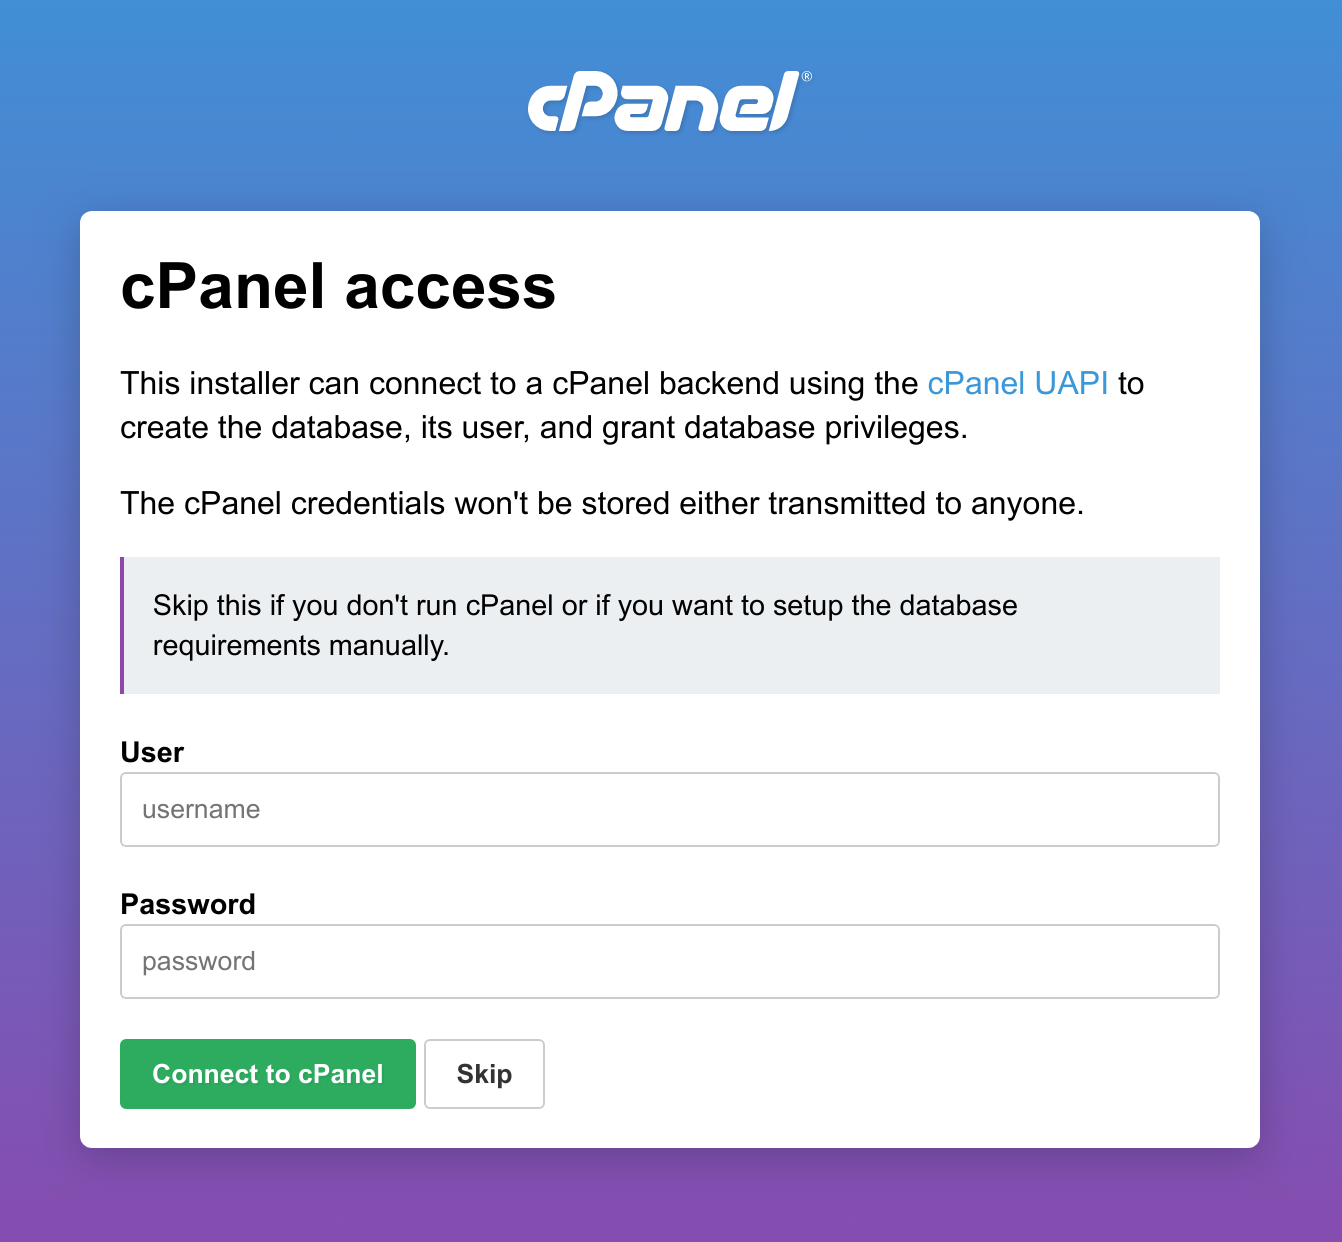 cPanel®
cPanel access
This installer can connect to a cPanel backend using the cPanel UAPI to
create the database, its user, and grant database privileges.
The cPanel credentials won't be stored either transmitted to anyone.
Skip this if you don't run cPanel or if you want to setup the database
requirements manually.
User
username
Password
password
Connect to cPanel Skip